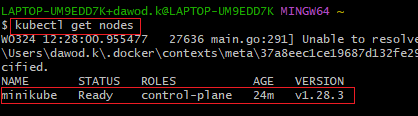 LAPTOP-UM9EDD7K+dawod.k@LAPTOP-UM9EDD7K MINGW64 ~
$ kubectl get nodes
W0324 12:28:00.955477   27636 main.go:291] Unable to resolve
\Users\dawod.k\.docker\contexts\meta\37a8eec1ce19687d132fe29
cified.
NAME       STATUS   ROLES           AGE   VERSION
minikube   Ready    control-plane   24m   v1.28.3